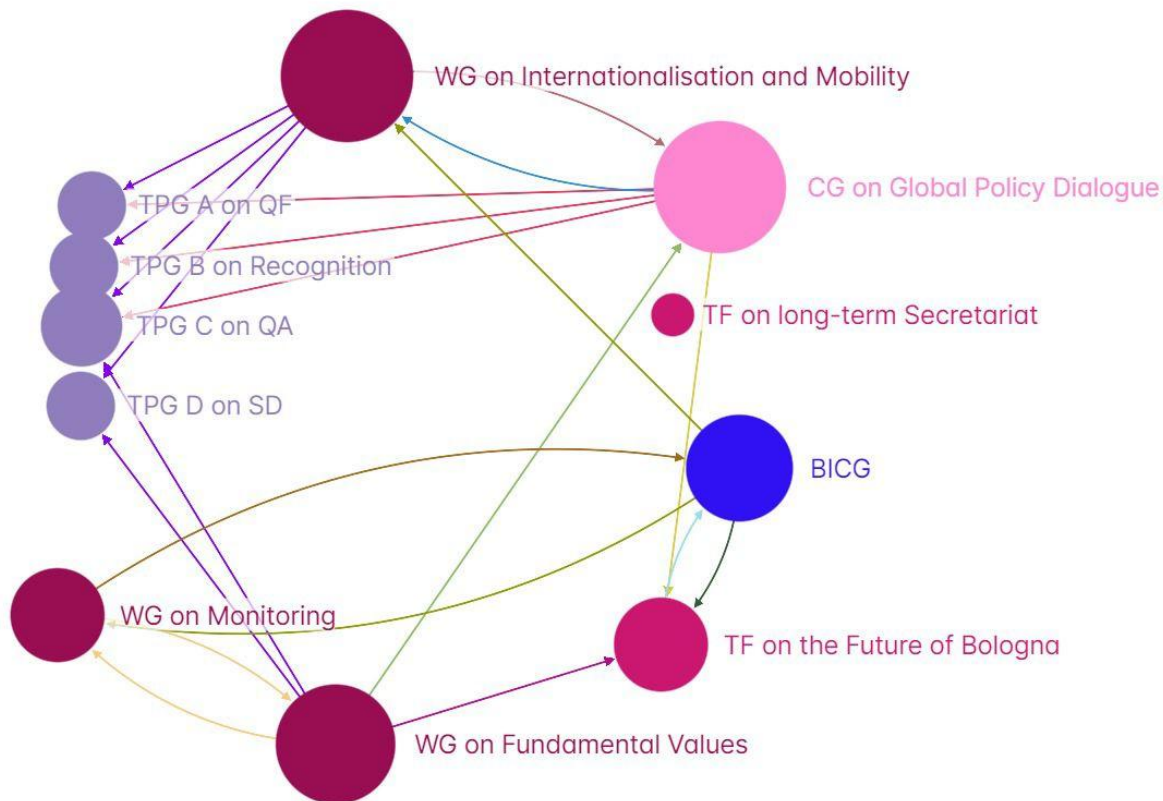 WG on Internationalisation and Mobility
CG on Global Policy Dialogue
TPG A on QF
TPG B on Recognition
TPG C on QA
TF on long-term Secretariat
TPG D on SD
BICG
WG on Monitoring
TF on the Future of Bologna
WG on Fundamental Values